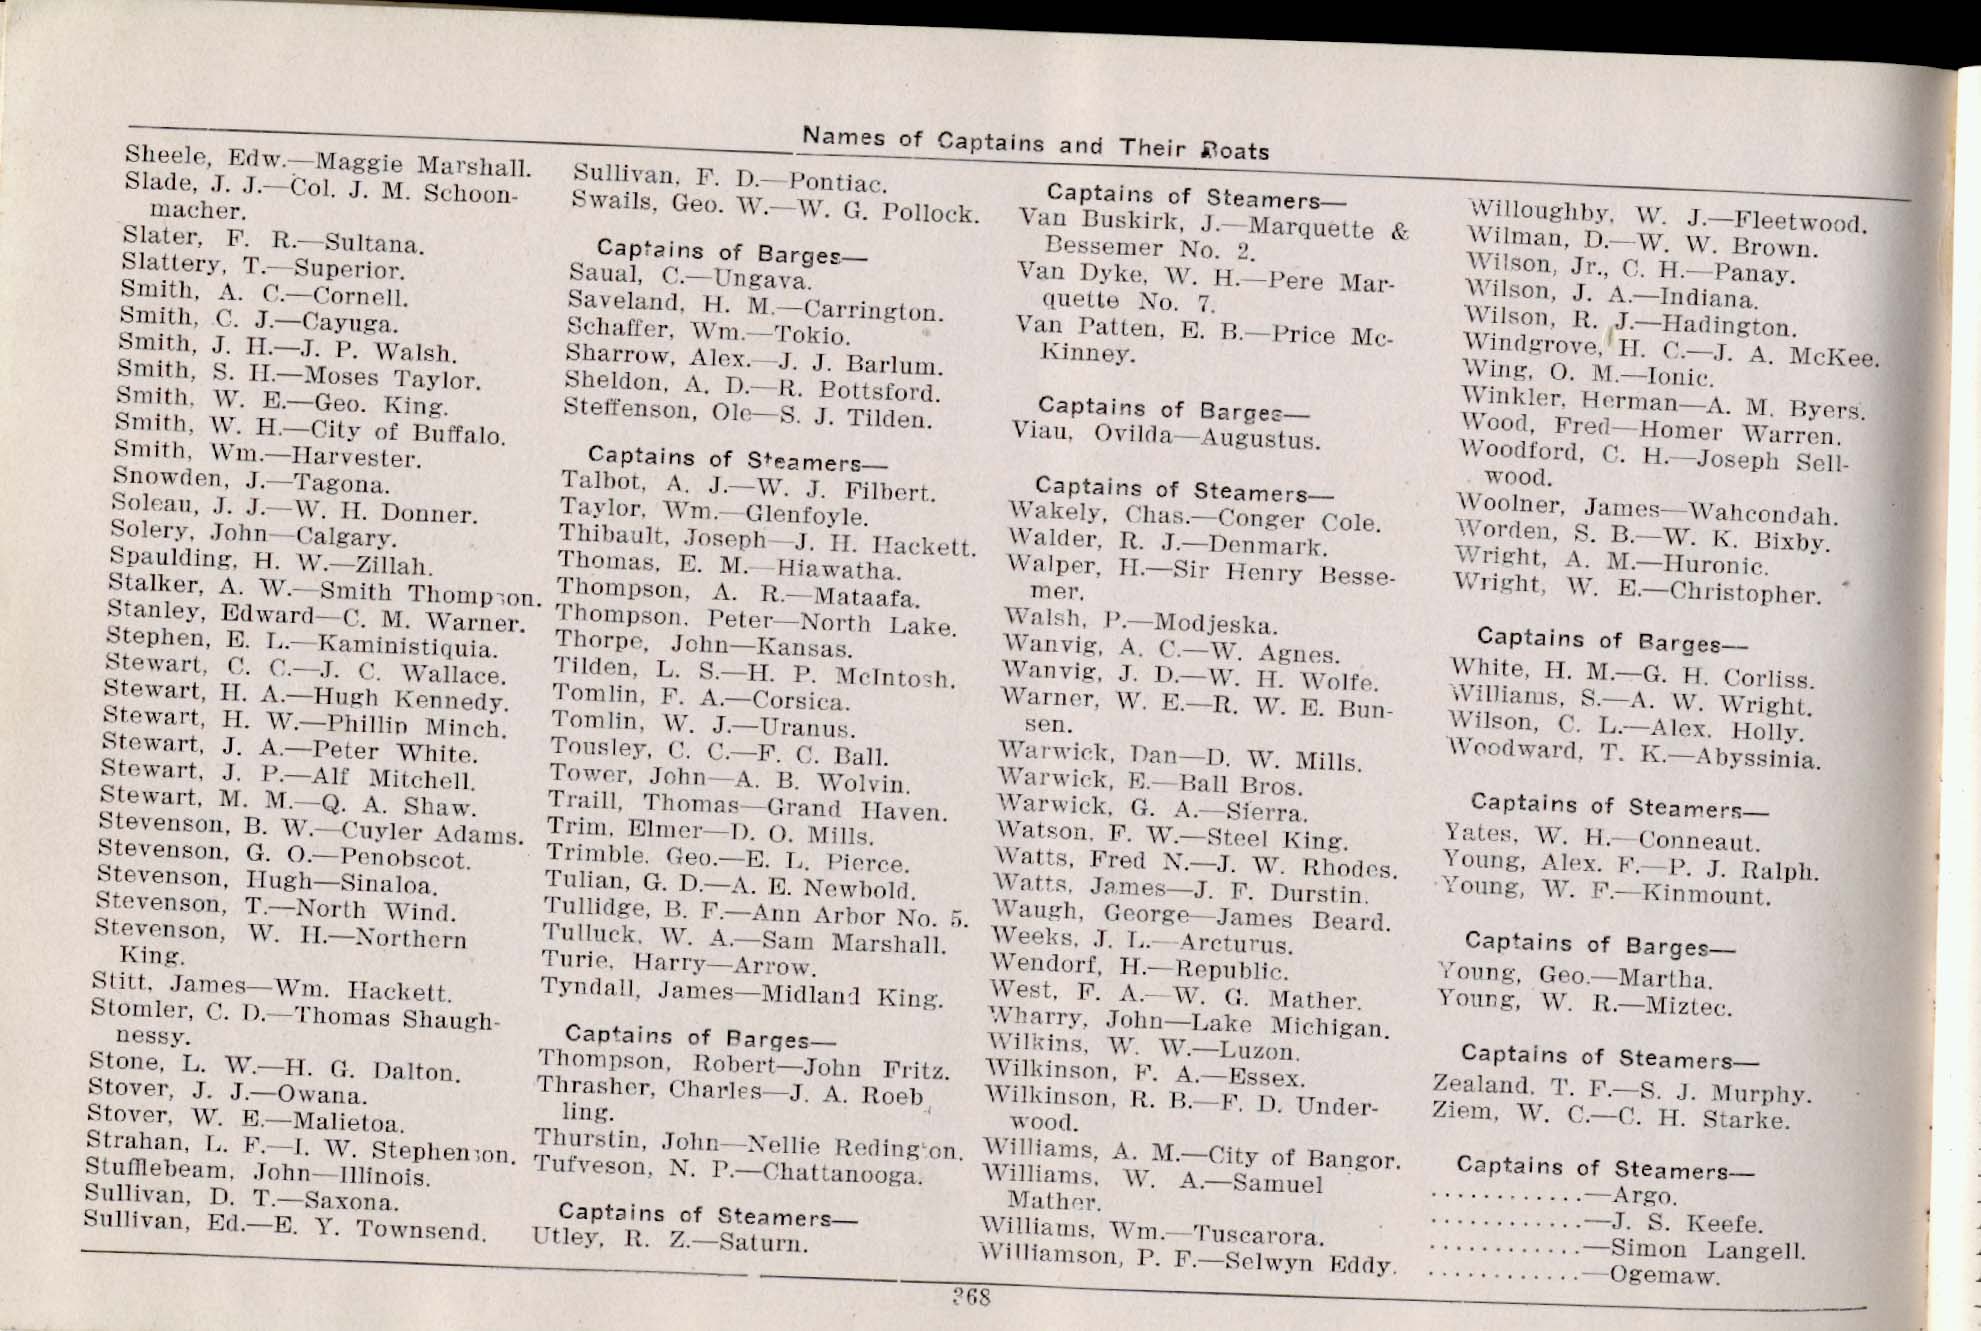 Names of Captains and Their Boats
Sheele, Edw.—Maggie Marshall.
Slade, J. J.—Col. J. M. Schoon-
macher.
Slater, F. R.—Sultana.
Slattery, T.—Superior.
Smith, A. C.—Cornell.
Smith, C. J.—Cayuga.
Smith, J. H.—J. P. Walsh.
Smith, S. H.—Moses Taylor.
Smith, W. E.—Geo. King.
Smith, W. H.—City of Buffalo.
Smith, Wm.—Harvester.
Snowden, J.—Tagona.
Soleau, J. J.—W. H. Donner.
Solery, John—Calgary.
Spaulding, H. W.—Zillah.
Stalker, A. W.—Smith Thompson.
Stanley, Edward—C. M. Warner.
Stephen, E. L.—Kaministiquia.
Stewart, C. C.—J. C. Wallace.
Stewart, H. A.—Hugh Kennedy.
Stewart, H. W.—Phillip Minch.
Stewart, J. A.—Peter White.
Stewart, J. P.—Alf Mitchell.
Stewart, M. M.—Q. A. Shaw.
Stevenson, B. W.—Cuyler Adams.
Stevenson, G. O.—Penobscot.
Stevenson, Hugh—Sinaloa.
Stevenson, T.—North Wind.
Stevenson, W. H.—Northern
King.
Stitt, James—Wm. Hackett.
Stomler, C. D.—Thomas Shaugh-
nessy.
Stone, L. W.—H. G. Dalton.
Stover, J. J.—Owana.
Stover, W. E.—Malietoa.
Strahan, L. F.—I. W. Stephenson.
Stufflebeam, John—Illinois.
Sullivan, D. T.—Saxona.
Sullivan, Ed.—E. Y. Townsend.
Sullivan, F. D.—Pontiac.
Swails, Geo. W.—W. G. Pollock.
Captains of Barges—
Saual, C.—Ungava.
Saveland, H. M.—Carrington.
Schaffer, Wm.—Tokio.
Sharrow, Alex.—J. J. Barlum.
Sheldon, A. D.—R. Bottsford.
Steffenson, Ole—S. J. Tilden.
Captains of Steamers—
Talbot, A. J.—W. J. Filbert.
Taylor, Wm.—Glenfoyle.
Thibault, Joseph—J. H. Hackett.
Thomas, E. M.—Hiawatha.
Thompson, A. R.—Mataafa.
Thompson, Peter—North Lake.
Thorpe, John—Kansas.
Tilden, L. S.—H. P. McIntosh.
Tomlin, F. A.—Corsica.
Tomlin, W. J.—Uranus.
Tousley, C. C.—F. C. Ball.
Tower, John—A. B. Wolvin.
Traill, Thomas—Grand Haven.
Trim, Elmer—D. O. Mills.
Trimble, Geo.—E. L. Pierce.
Tulian, G. D.—A. E. Newbold.
Tullidge, B. F.—Ann Arbor No. 5.
Tulluck, W. A.—Sam Marshall.
Turie, Harry—Arrow.
Tyndall, James—Midland King.
Captains of Barges—
Thompson, Robert—John Fritz.
Thrasher, Charles—J. A. Roeb
ling.
Thurstin, John—Nellie Redington.
Tufveson, N. P.—Chattanooga.
Captains of Steamers—
Utley, R. Z.—Saturn.
Captains of Steamers—
Van Buskirk, J.—Marquette &
Bessemer No. 2.
Van Dyke, W. H.—Pere Mar-
quette No. 7.
Van Patten, E. B.—Price Mc-
Kinney.
Captains of Barges—
Viau, Ovilda—Augustus.
Captains of Steamers—
Wakely, Chas.—Conger Cole.
Walder, R. J.—Denmark.
Walper, H.—Sir Henry Besse-
mer.
Walsh, P.—Modjeska.
Wanvig, A. C.—W. Agnes.
Wanvig, J. D.—W. H. Wolfe.
Warner, W. E.—R. W. E. Bun-
sen.
Warwick, Dan—D. W. Mills.
Warwick, E.—Ball Bros.
Warwick, G. A.—Sierra.
Watson, F. W.—Steel King.
Watts, Fred N.—J. W. Rhodes.
Watts, James—J. F. Durstin.
Waugh, George—James Beard.
Weeks, J. L.—Arcturus.
Wendorf, H.—Republic.
West, F. A.—W. G. Mather.
Wharry, John—Lake Michigan.
Wilkins, W. W.—Luzon.
Wilkinson, F. A.—Essex.
Wilkinson, R. B.—F. D. Under-
wood.
Williams, A. M.—City of Bangor.
Williams, W. A.—Samuel
Mather.
Williams, Wm.—Tuscarora.
Williamson, P. F.—Selwyn Eddy.
Willoughby, W. J.—Fleetwood.
Wilman, D.—W. W. Brown.
Wilson, Jr., C. H.—Panay.
Wilson, J. A.—Indiana.
Wilson, R. J.—Hadington.
Windgrove, H. C.—J. A. McKee.
Wing, O. M.—Ionic.
Winkler, Herman—A. M. Byers.
Wood, Fred—Homer Warren.
Woodford, C. H.—Joseph Sell-
wood.
Woolner, James—Wahcondah.
Worden, S. B.—W. K. Bixby.
Wright, A. M.—Huronic.
Wright, W. E.—Christopher.
Captains of Barges—
White, H. M.—G. H. Corliss.
Williams, S.—A. W. Wright.
Wilson, C. L.—Alex. Holly.
Woodward, T. K.—Abyssinia.
Captains of Steamers—
Yates, W. H.—Conneaut.
Young, Alex. F.—P. J. Ralph.
Young, W. F.—Kinmount.
Captains of Barges—
Young, Geo.—Martha.
Young, W. R.—Miztec.
Captains of Steamers—
Zealand, T. F.—S. J. Murphy.
Ziem, W. C.—C. H. Starke.
Captains of Steamers—
............—Argo.
............—J. S. Keefe.
............—Simon Langell.
............—Ogemaw.
368